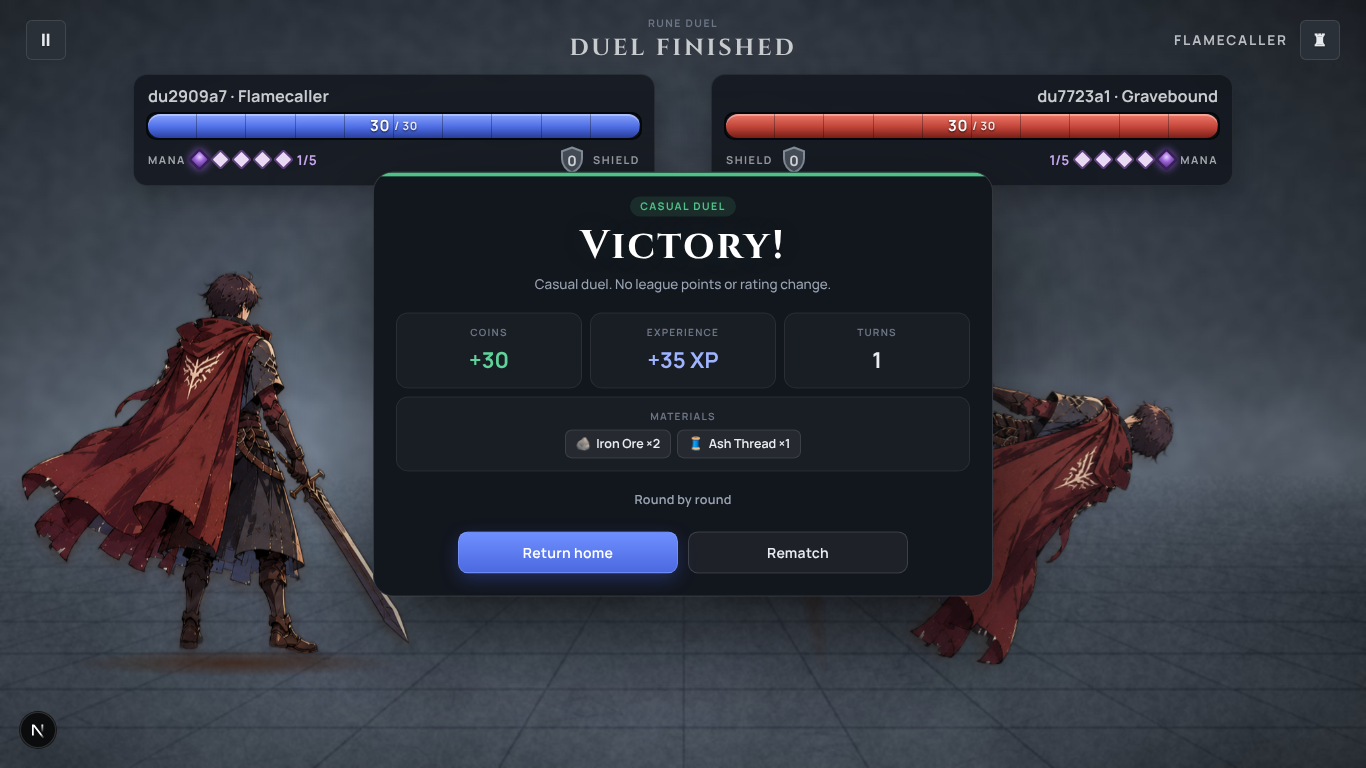 RUNE DUEL
DUEL FINISHED
FLAMECALLER
du2909a7 · Flamecaller
30 / 30
MANA 1/5
0 SHIELD
du7723a1 · Gravebound
30 / 30
SHIELD 0
1/5 MANA
CASUAL DUEL
VICTORY!
Casual duel. No league points or rating change.
COINS
+30
EXPERIENCE
+35 XP
TURNS
1
MATERIALS
Iron Ore ×2
Ash Thread ×1
Round by round
Return home
Rematch
N